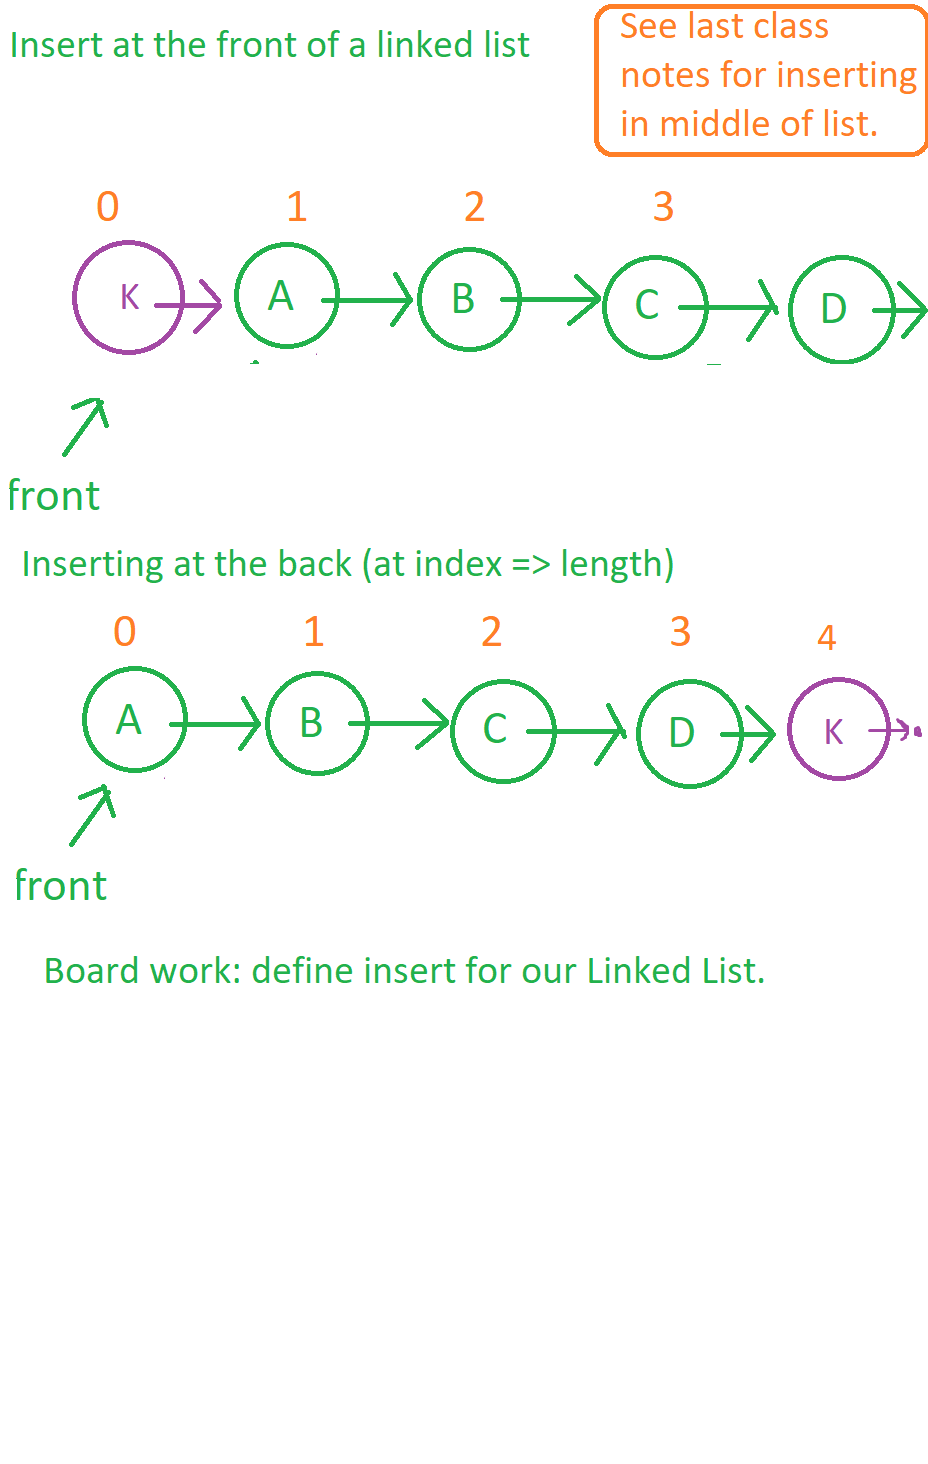 Insert at the front of a linked list
See last class
notes for inserting
in middle of list.
0 1 2 3
K A B C D
front
Inserting at the back (at index => length)
0 1 2 3 4
A B C D K
front
Board work: define insert for our Linked List.